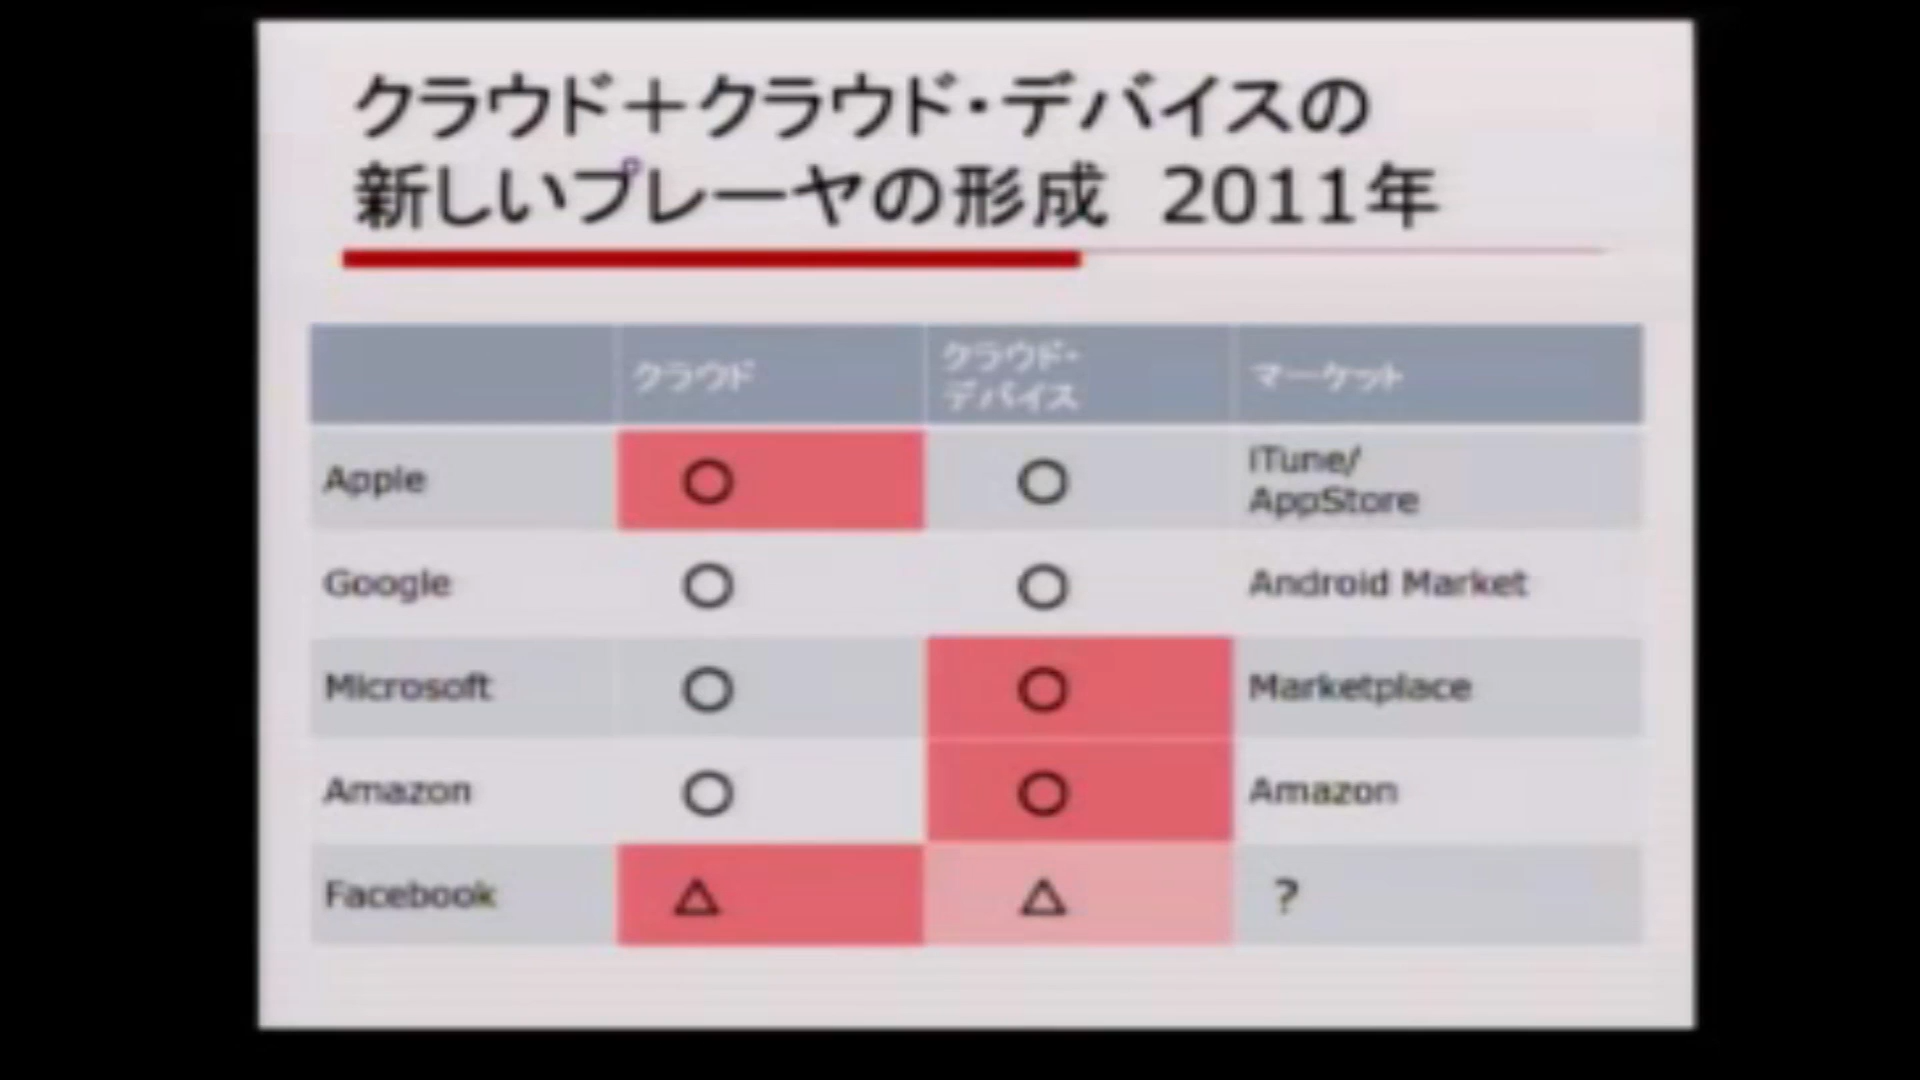 クラウド＋クラウド・デバイスの
新しいプレーヤの形成　2011年
クラウド
クラウド・
デバイス
マーケット
Apple ○ ○ iTune/
AppStore
Google ○ ○ Android Market
Microsoft ○ ○ Marketplace
Amazon ○ ○ Amazon
Facebook △ △ ?